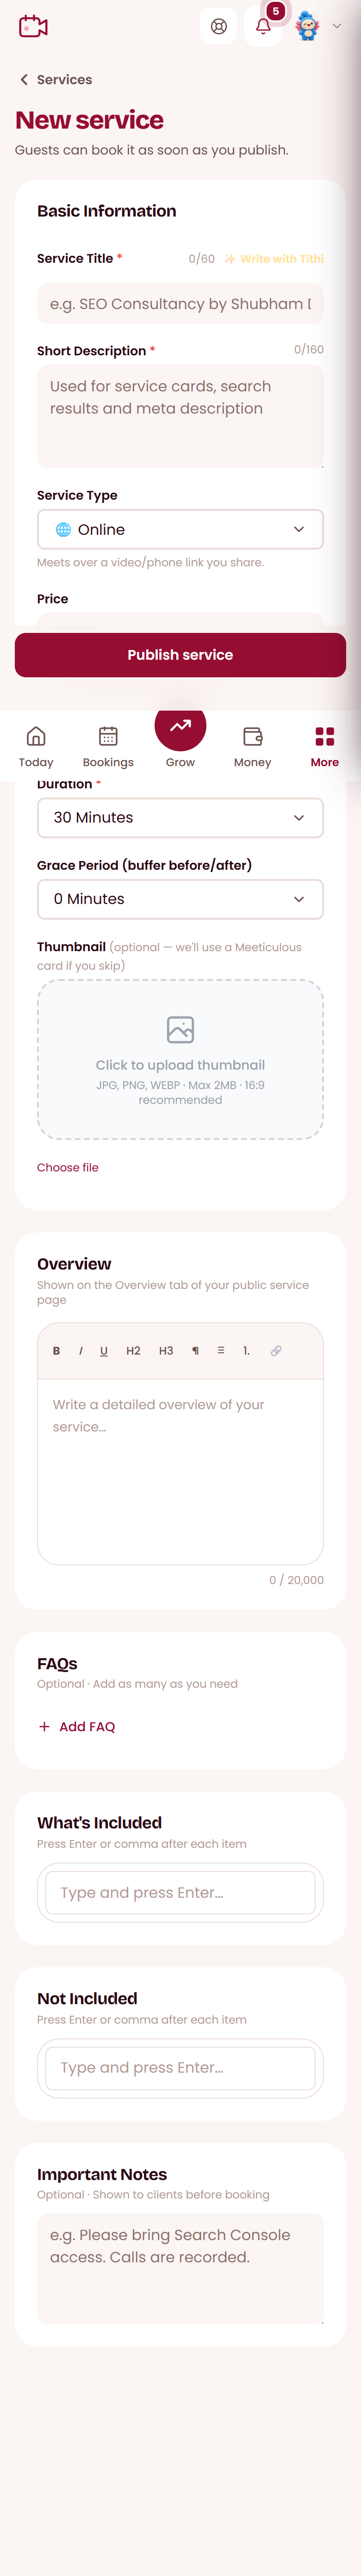 5
Services
New service
Guests can book it as soon as you publish.
Basic Information
Service Title *
0/60
✨ Write with Tithi
e.g. SEO Consultancy by Shubham
Short Description *
0/160
Used for service cards, search
results and meta description
Service Type
🌐 Online
Meets over a video/phone link you share.
Price
Publish service
Today
Bookings
Grow
Money
More
Duration *
30 Minutes
Grace Period (buffer before/after)
0 Minutes
Thumbnail (optional — we'll use a Meeticulous
card if you skip)
Click to upload thumbnail
JPG, PNG, WEBP · Max 2MB · 16:9
recommended
Choose file
Overview
Shown on the Overview tab of your public service
page
B I U H2 H3 ¶ ☰ 1. 🔗
Write a detailed overview of your
service...
0 / 20,000
FAQs
Optional · Add as many as you need
+ Add FAQ
What's Included
Press Enter or comma after each item
Type and press Enter...
Not Included
Press Enter or comma after each item
Type and press Enter...
Important Notes
Optional · Shown to clients before booking
e.g. Please bring Search Console
access. Calls are recorded.